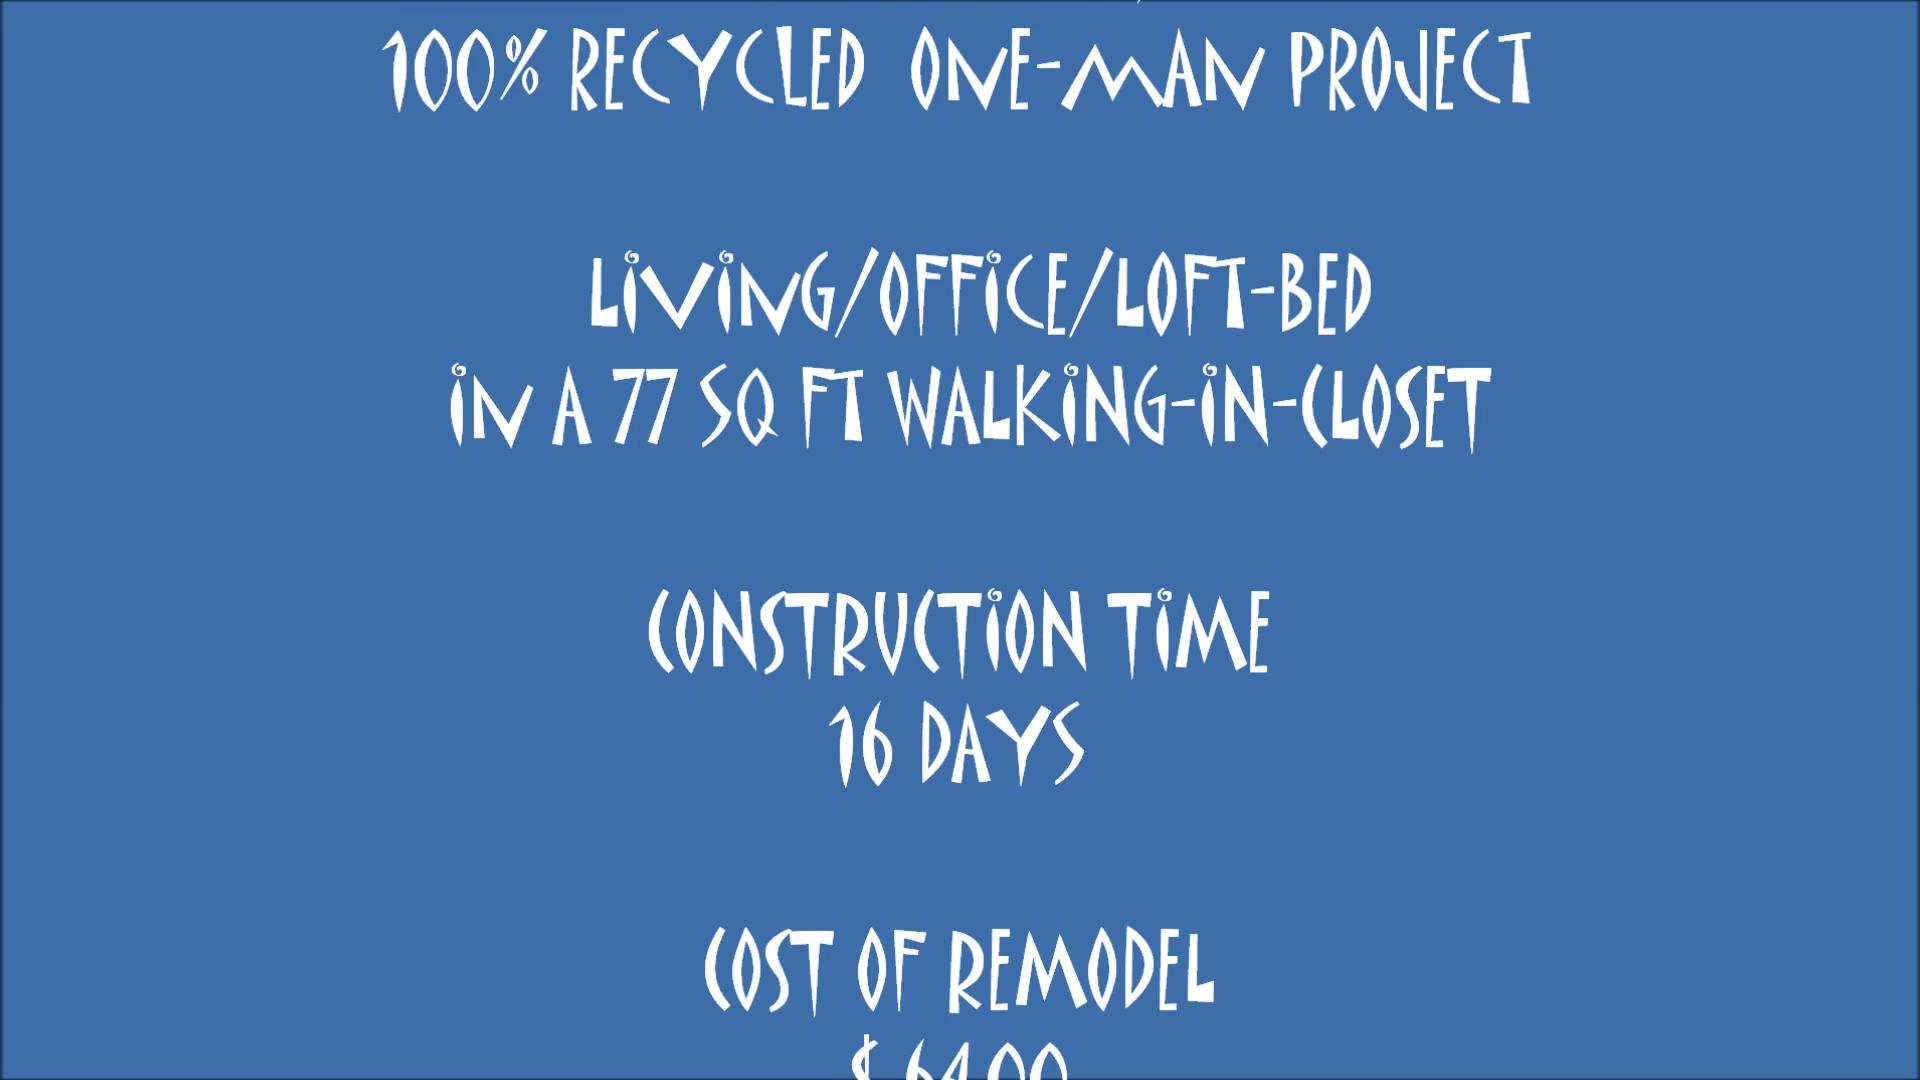 100% RECYCLED ONE-MAN PROJECT
LIVING/OFFICE/LOFT-BED
IN A 77 SQ FT WALKING-IN-CLOSET
CONSTRUCTION TIME
16 DAYS
COST OF REMODEL